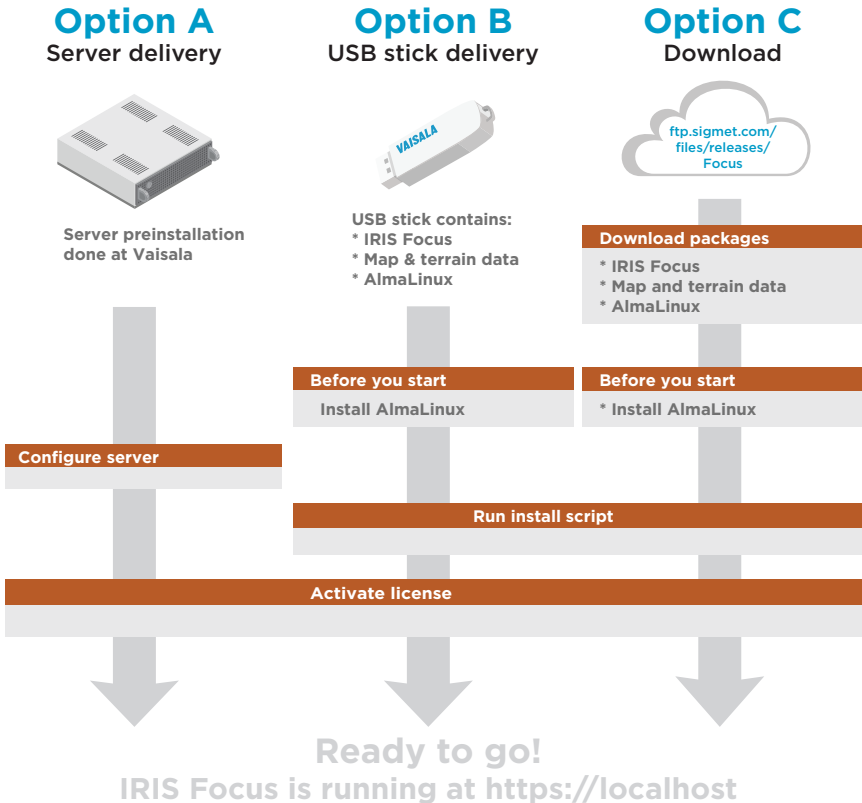 Option A
Server delivery
Server preinstallation
done at Vaisala
Option B
USB stick delivery
VAISALA
USB stick contains:
* IRIS Focus
* Map & terrain data
* AlmaLinux
Option C
Download
ftp.sigmet.com/
files/releases/
Focus
Download packages
* IRIS Focus
* Map and terrain data
* AlmaLinux
Before you start
Install AlmaLinux
Before you start
* Install AlmaLinux
Configure server
Run install script
Activate license
Ready to go!
IRIS Focus is running at https://localhost